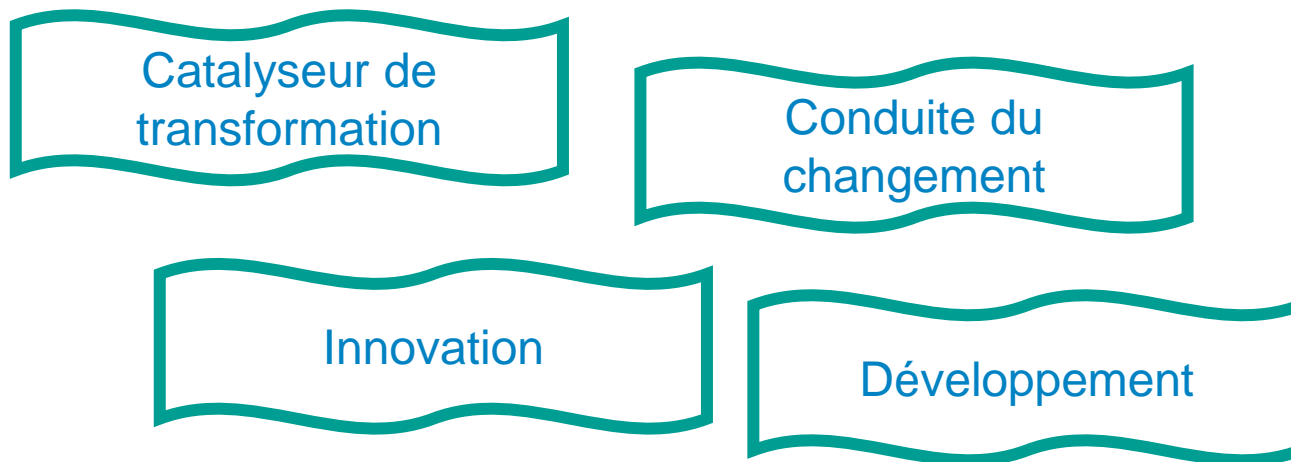 Catalyseur de
transformation
Conduite du
changement
Innovation
Développement